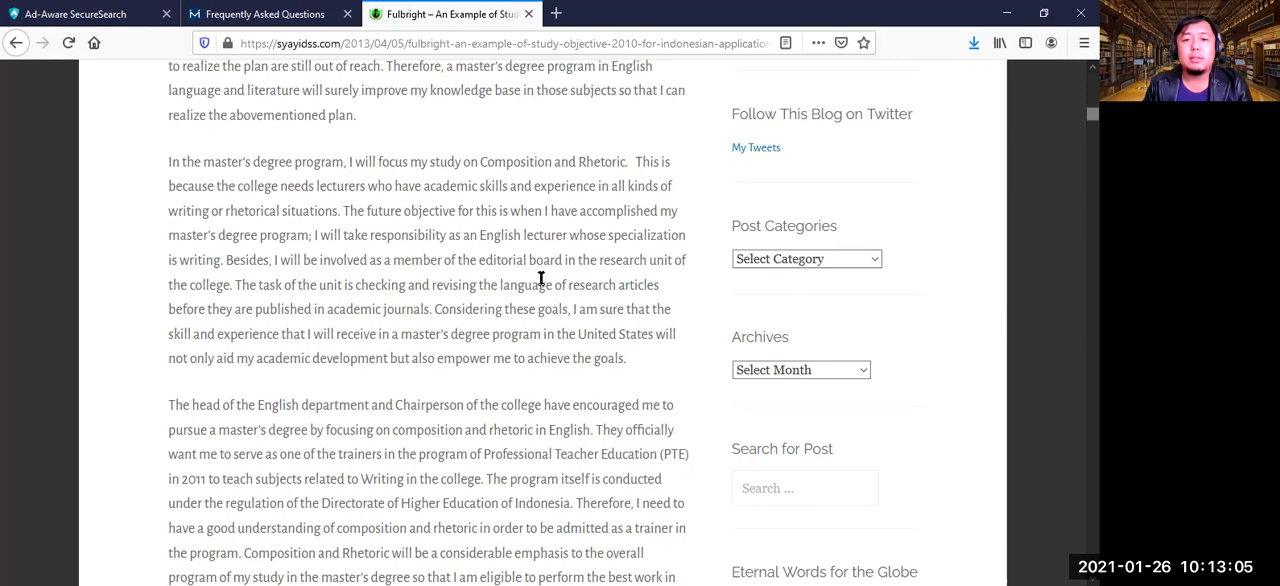 Ad-Aware SecureSearch
Frequently Asked Questions
Fulbright – An Example of Stud
https://syayidss.com/2013/04/05/fulbright-an-example-of-study-objective-2010-for-indonesian-application
to realize the plan are still out of reach. Therefore, a master's degree program in English
language and literature will surely improve my knowledge base in those subjects so that I can
realize the abovementioned plan.
In the master's degree program, I will focus my study on Composition and Rhetoric.   This is
because the college needs lecturers who have academic skills and experience in all kinds of
writing or rhetorical situations. The future objective for this is when I have accomplished my
master's degree program; I will take responsibility as an English lecturer whose specialization
is writing. Besides, I will be involved as a member of the editorial board in the research unit of
the college. The task of the unit is checking and revising the language of research articles
before they are published in academic journals. Considering these goals, I am sure that the
skill and experience that I will receive in a master's degree program in the United States will
not only aid my academic development but also empower me to achieve the goals.
The head of the English department and Chairperson of the college have encouraged me to
pursue a master's degree by focusing on composition and rhetoric in English. They officially
want me to serve as one of the trainers in the program of Professional Teacher Education (PTE)
in 2011 to teach subjects related to Writing in the college. The program itself is conducted
under the regulation of the Directorate of Higher Education of Indonesia. Therefore, I need to
have a good understanding of composition and rhetoric in order to be admitted as a trainer in
the program. Composition and Rhetoric will be a considerable emphasis to the overall
program of my study in the master's degree so that I am eligible to perform the best work in
Follow This Blog on Twitter
My Tweets
Post Categories
Select Category
Archives
Select Month
Search for Post
Search ...
Eternal Words for the Globe
2021-01-26 10:13:05